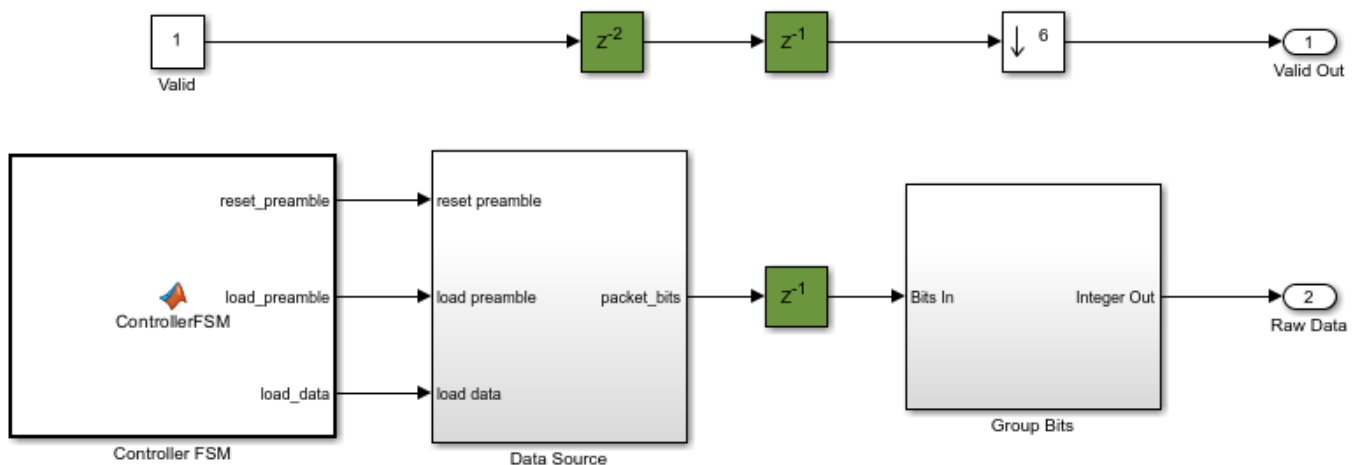 1
Valid
Z-2
Z-1
6
1
Valid Out
reset_preamble
load_preamble
load_data
ControllerFSM
Controller FSM
reset preamble
load preamble
load data
packet_bits
Data Source
Z-1
Bits In
Integer Out
Group Bits
2
Raw Data